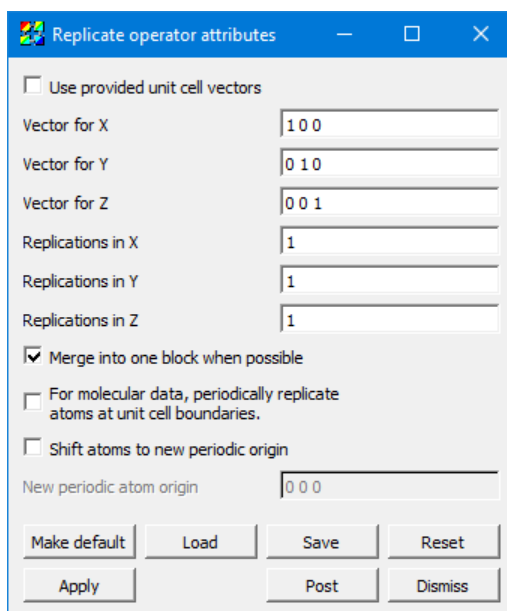 Replicate operator attributes
Use provided unit cell vectors
Vector for X 1 0 0
Vector for Y 0 1 0
Vector for Z 0 0 1
Replications in X 1
Replications in Y 1
Replications in Z 1
Merge into one block when possible
For molecular data, periodically replicate
atoms at unit cell boundaries.
Shift atoms to new periodic origin
New periodic atom origin 0 0 0
Make default Load Save Reset
Apply Post Dismiss